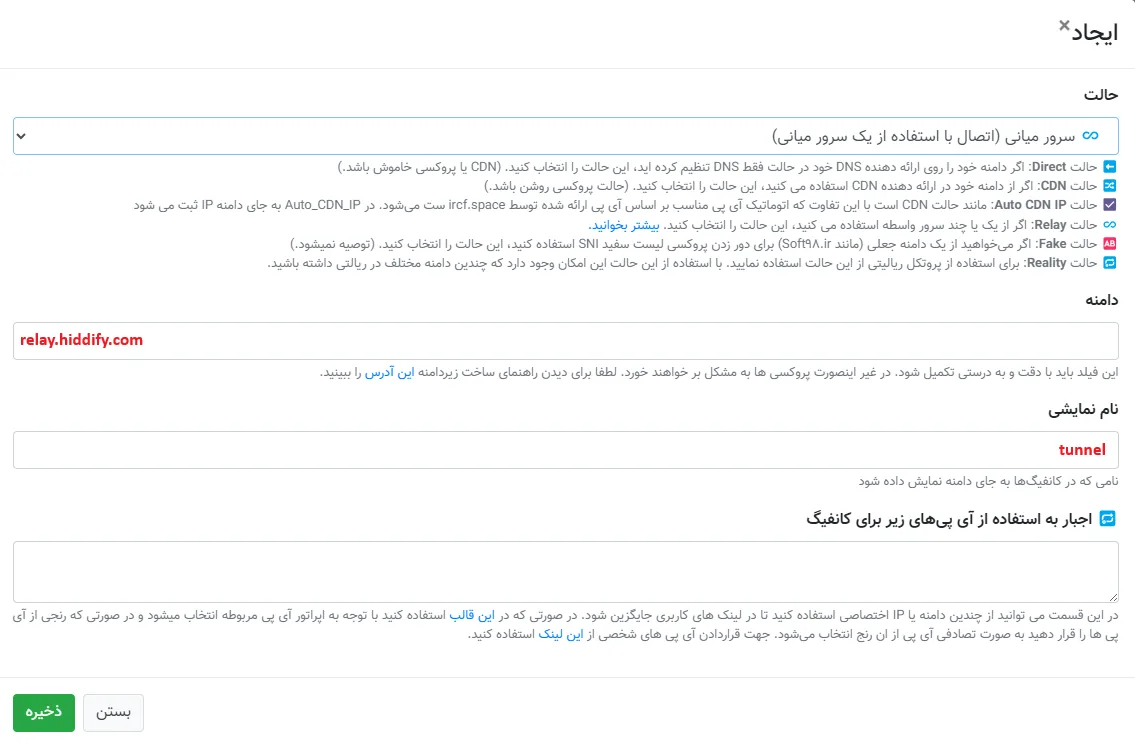 ایجاد ×
حالت
سرور میانی (اتصال با استفاده از یک سرور میانی)
حالت Direct: اگر دامنه خود را روی ارائه دهنده DNS خود در حالت فقط DNS تنظیم کرده اید، این حالت را انتخاب کنید. (CDN یا پروکسی خاموش باشد.)
حالت CDN: اگر از دامنه خود در ارائه دهنده CDN استفاده می کنید، این حالت را انتخاب کنید. (حالت پروکسی روشن باشد.)
حالت Auto CDN IP: مانند حالت CDN است با این تفاوت که اتوماتیک آی پی مناسب بر اساس آی پی ارائه شده توسط ircf.space ست می‌شود. در Auto_CDN_IP به جای دامنه IP ثبت می شود
حالت Relay: اگر از یک یا چند سرور واسطه استفاده می کنید، این حالت را انتخاب کنید. بیشتر بخوانید.
AB حالت Fake: اگر می‌خواهید از یک دامنه جعلی (مانند Soft۹۸.ir) برای دور زدن پروکسی لیست سفید SNI استفاده کنید، این حالت را انتخاب کنید. (توصیه نمیشود.)
حالت Reality: برای استفاده از پروتکل ریالیتی از این حالت استفاده نمایید. با استفاده از این حالت این امکان وجود دارد که چندین دامنه مختلف در ریالتی داشته باشید.
دامنه
relay.hiddify.com
این فیلد باید با دقت و به درستی تکمیل شود. در غیر اینصورت پروکسی ها به مشکل بر خواهند خورد. لطفا برای دیدن راهنمای ساخت زیردامنه این آدرس را ببینید.
نام نمایشی
tunnel
نامی که در کانفیگ‌ها به جای دامنه نمایش داده شود
اجبار به استفاده از آی پی‌های زیر برای کانفیگ
در این قسمت می توانید از چندین دامنه یا IP اختصاصی استفاده کنید تا در لینک های کاربری جایگزین شود. در صورتی که در این قالب استفاده کنید با توجه به اپراتور آی پی مربوطه انتخاب میشود و در صورتی که رنجی از آی
پی ها را قرار دهید به صورت تصادفی آی پی از ان رنج انتخاب می‌شود. جهت قراردادن آی پی های شخصی از این لینک استفاده کنید.
بستن
ذخیره